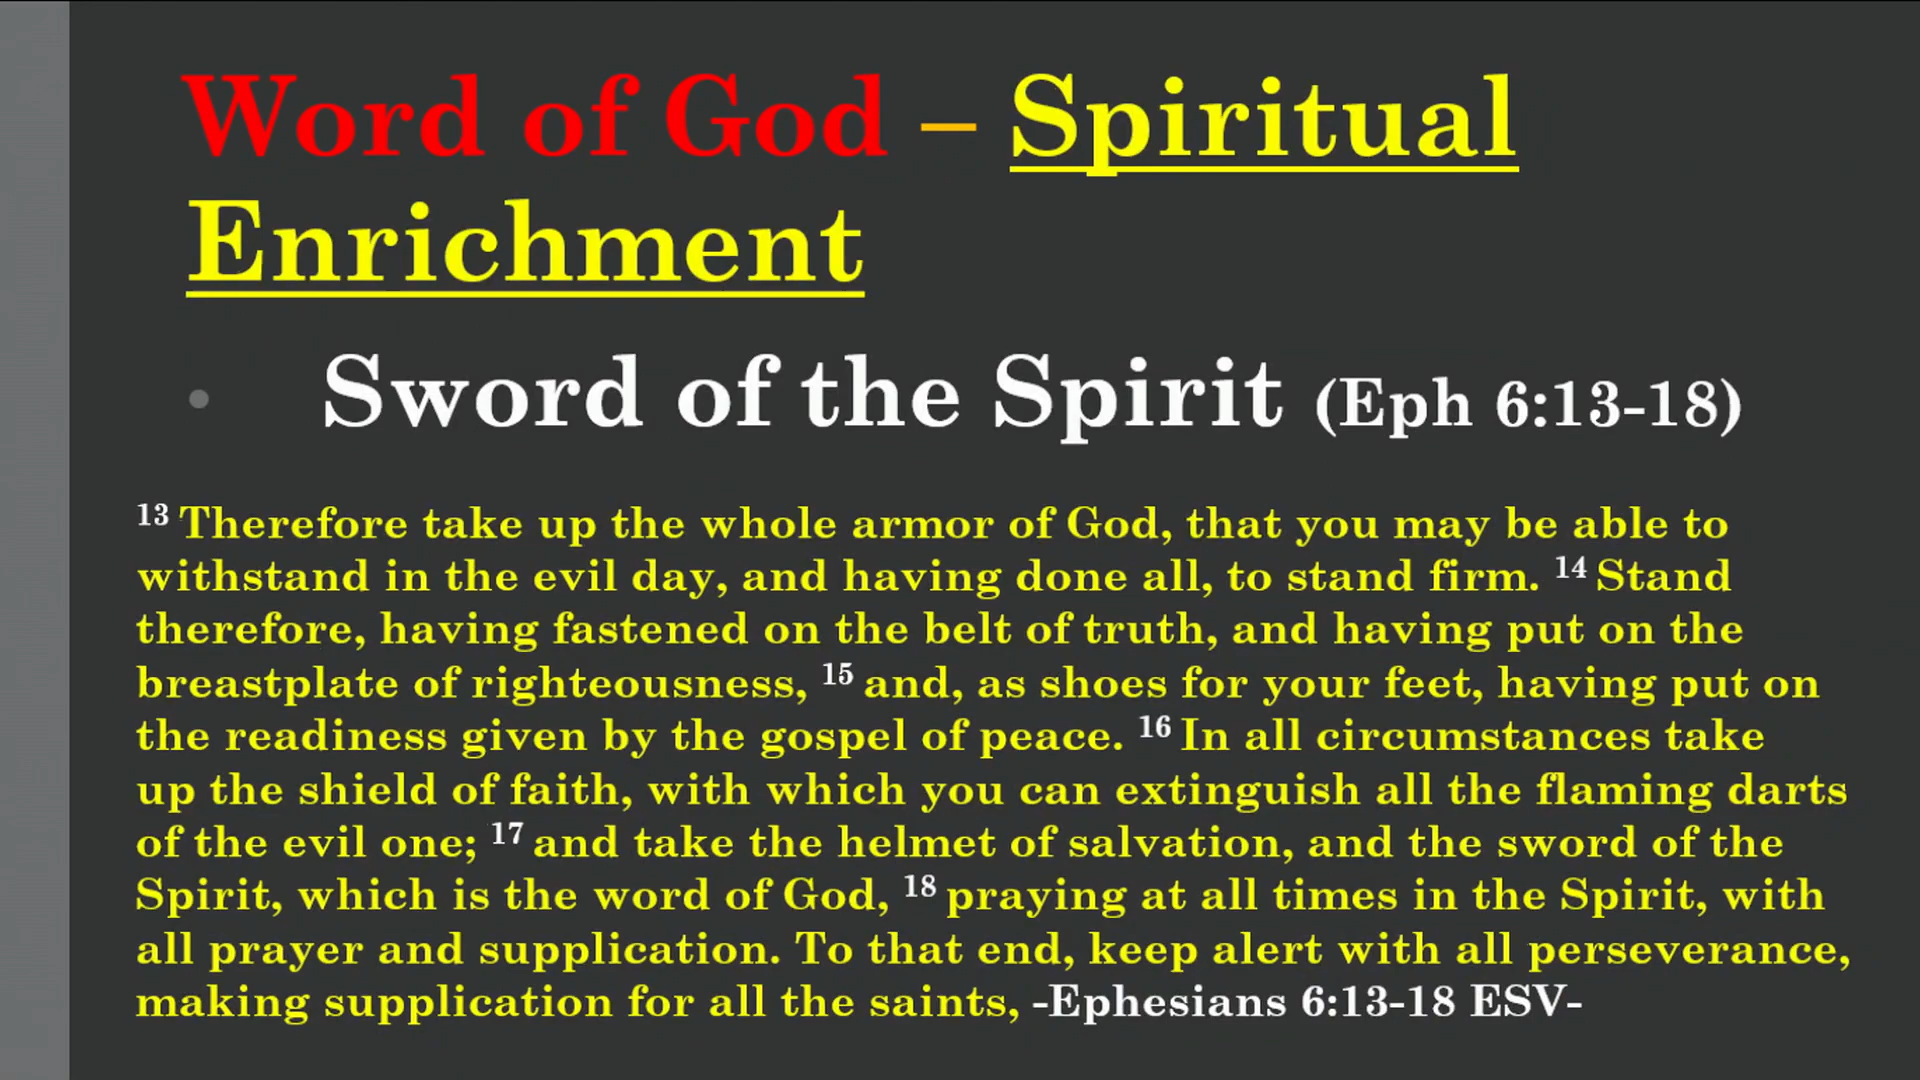 Word of God – Spiritual
Enrichment
• Sword of the Spirit (Eph 6:13-18)
13 Therefore take up the whole armor of God, that you may be able to
withstand in the evil day, and having done all, to stand firm. 14 Stand
therefore, having fastened on the belt of truth, and having put on the
breastplate of righteousness, 15 and, as shoes for your feet, having put on
the readiness given by the gospel of peace. 16 In all circumstances take
up the shield of faith, with which you can extinguish all the flaming darts
of the evil one; 17 and take the helmet of salvation, and the sword of the
Spirit, which is the word of God, 18 praying at all times in the Spirit, with
all prayer and supplication. To that end, keep alert with all perseverance,
making supplication for all the saints, -Ephesians 6:13-18 ESV-